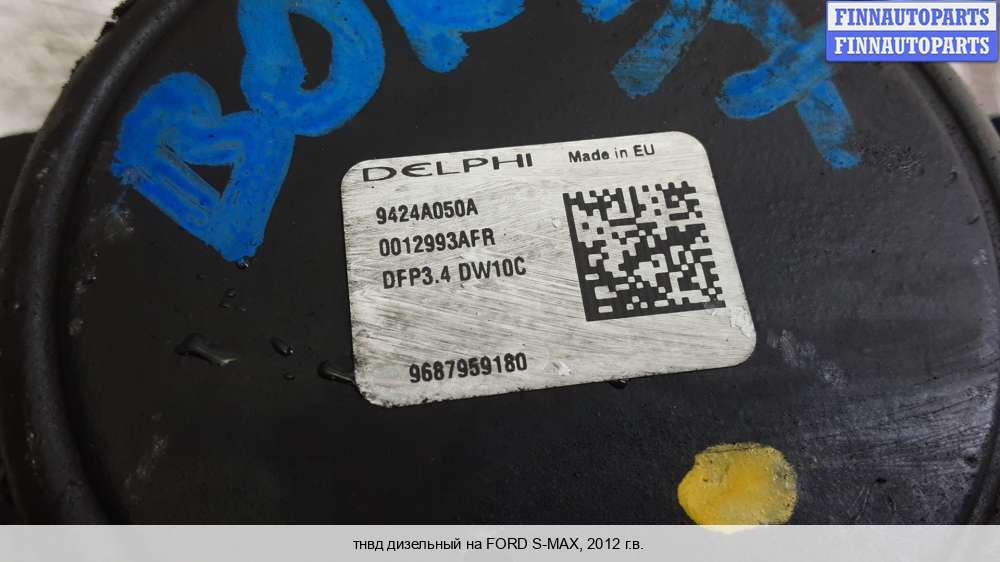 FINNAUTOPARTS
FINNAUTOPARTS
DELPHI Made in EU
9424A050A
0012993AFR
DFP3.4 DW10C
9687959180
тнвд дизельный на FORD S-MAX, 2012 г.в.